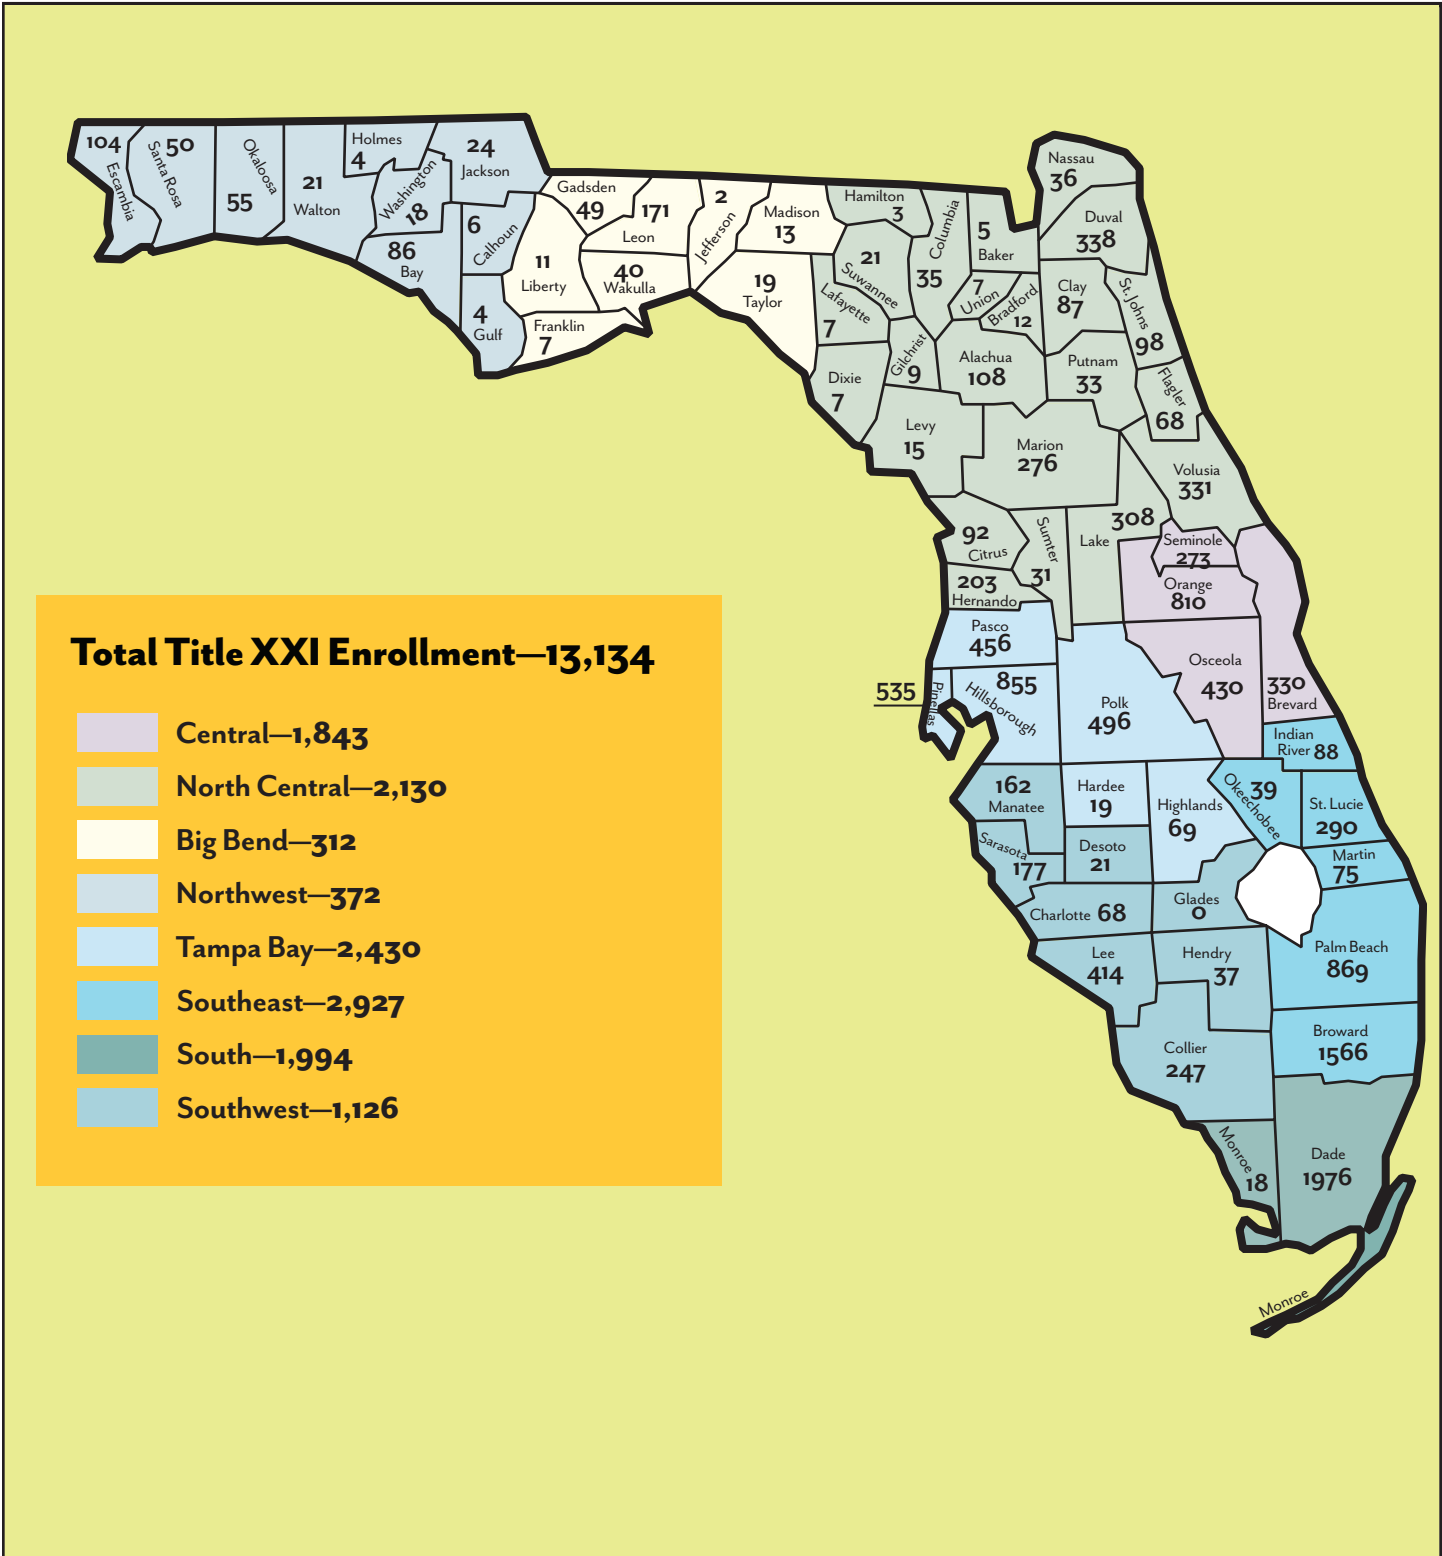 104
Escambia
50
Santa Rosa
Okaloosa
55
21
Walton
Holmes
4
Washington
18
24
Jackson
86
Bay
6
Calhoun
4
Gulf
Gadsden
49
171
Leon
2
Jefferson
Madison
13
11
Liberty
40
Wakulla
19
Taylor
Franklin
7
Hamilton
3
Columbia
35
5
Baker
Nassau
36
Duval
338
21
Suwannee
Lafayette
7
7
Union
Bradford
12
Clay
87
St. Johns
98
Gilchrist
9
Alachua
108
Putnam
33
Flagler
68
Dixie
7
Levy
15
Marion
276
Volusia
331
92
Citrus
Sumter
31
308
Lake
Seminole
273
203
Hernando
Orange
810
Pasco
456
535
Pinellas
855
Hillsborough
Polk
496
Osceola
430
330
Brevard
Indian
River 88
162
Manatee
Hardee
19
Highlands
69
39
Okeechobee
St. Lucie
290
Sarasota
177
Desoto
21
Martin
75
Charlotte 68
Glades
0
Lee
414
Hendry
37
Palm Beach
869
Collier
247
Broward
1566
Monroe
18
Dade
1976
Monroe
Total Title XXI Enrollment—13,134
Central—1,843
North Central—2,130
Big Bend—312
Northwest—372
Tampa Bay—2,430
Southeast—2,927
South—1,994
Southwest—1,126